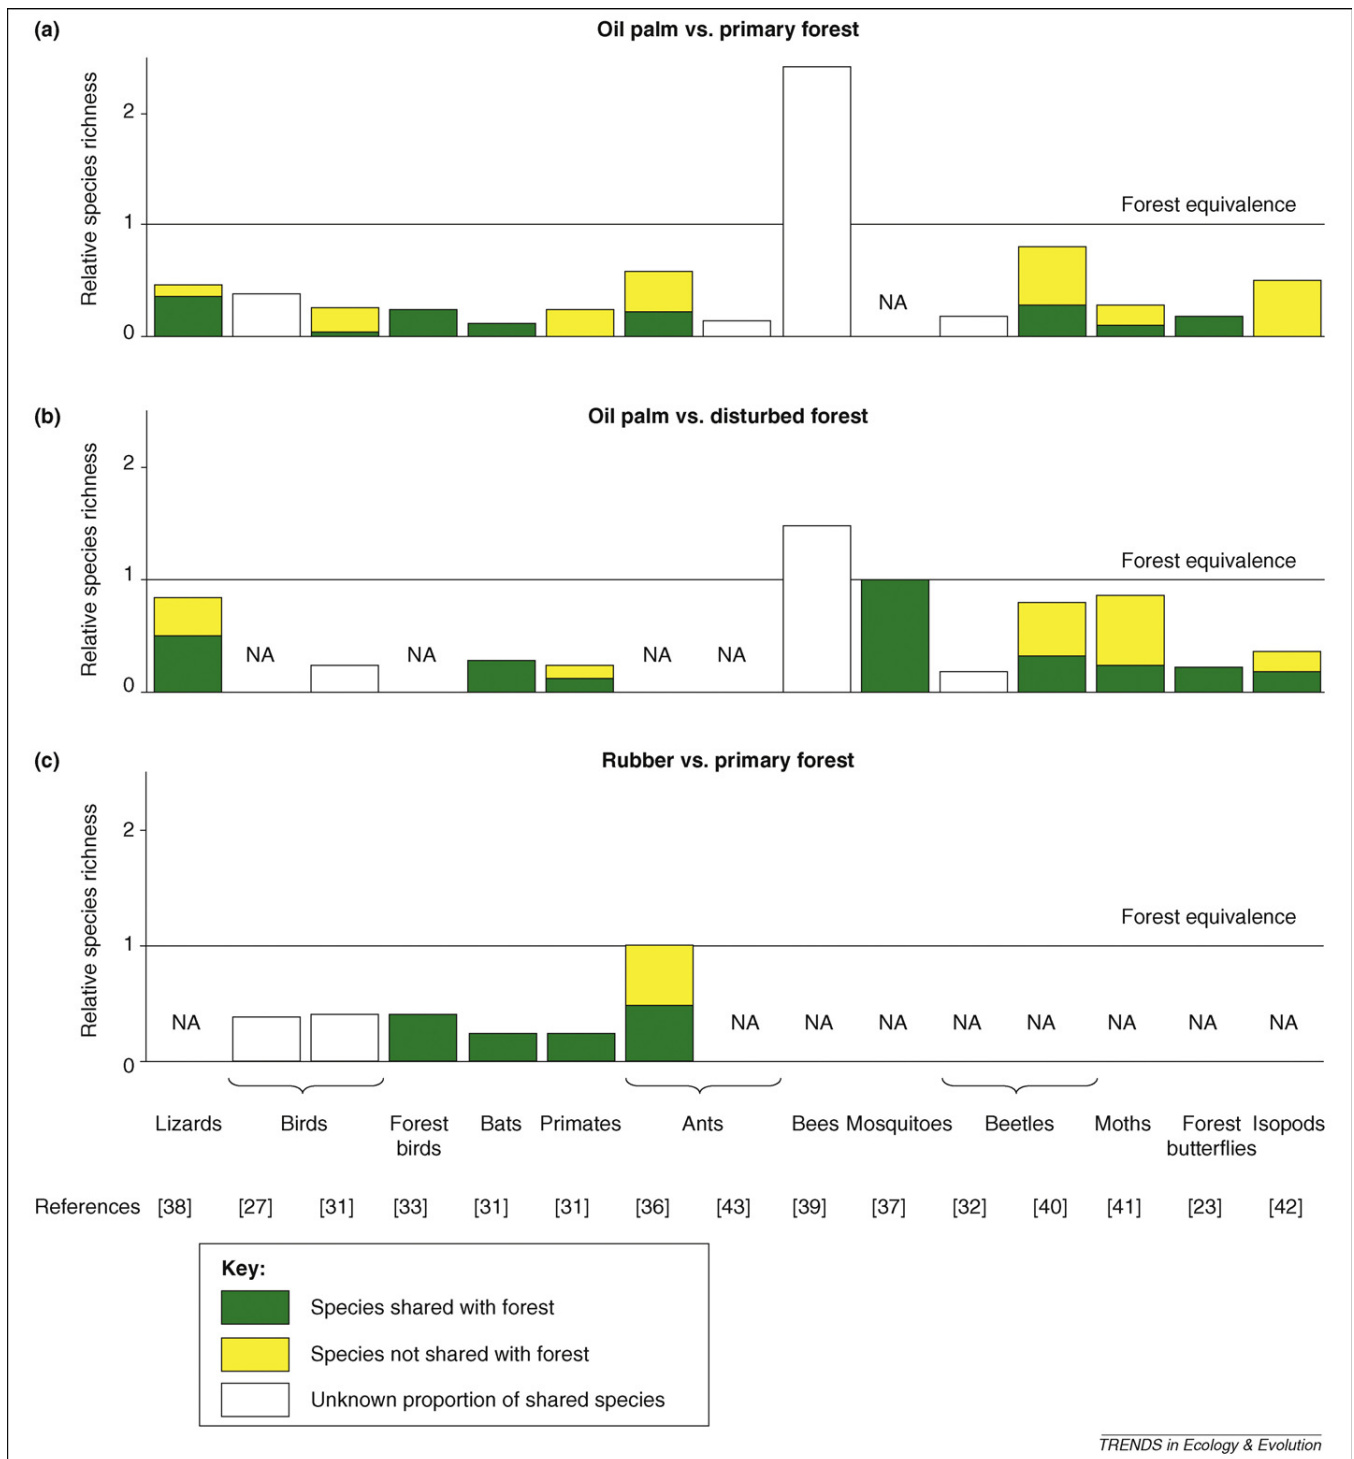 (a) Oil palm vs. primary forest
Relative species richness
2
Forest equivalence
1
NA
0
(b) Oil palm vs. disturbed forest
Relative species richness
2
Forest equivalence
1
NA NA NA NA
0
(c) Rubber vs. primary forest
Relative species richness
2
Forest equivalence
1
NA NA NA NA NA NA NA NA NA
0
Lizards Birds Forest Bats Primates Ants Bees Mosquitoes Beetles Moths Forest Isopods
birds butterflies
References [38] [27] [31] [33] [31] [31] [36] [43] [39] [37] [32] [40] [41] [23] [42]
Key:
Species shared with forest
Species not shared with forest
Unknown proportion of shared species
TRENDS in Ecology & Evolution